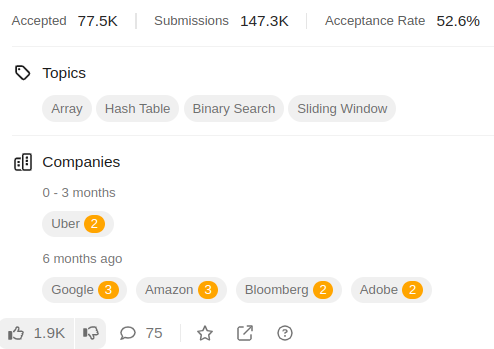 Accepted 77.5K Submissions 147.3K Acceptance Rate 52.6%
Topics
Array Hash Table Binary Search Sliding Window
Companies
0 - 3 months
Uber 2
6 months ago
Google 3 Amazon 3 Bloomberg 2 Adobe 2
1.9K 75